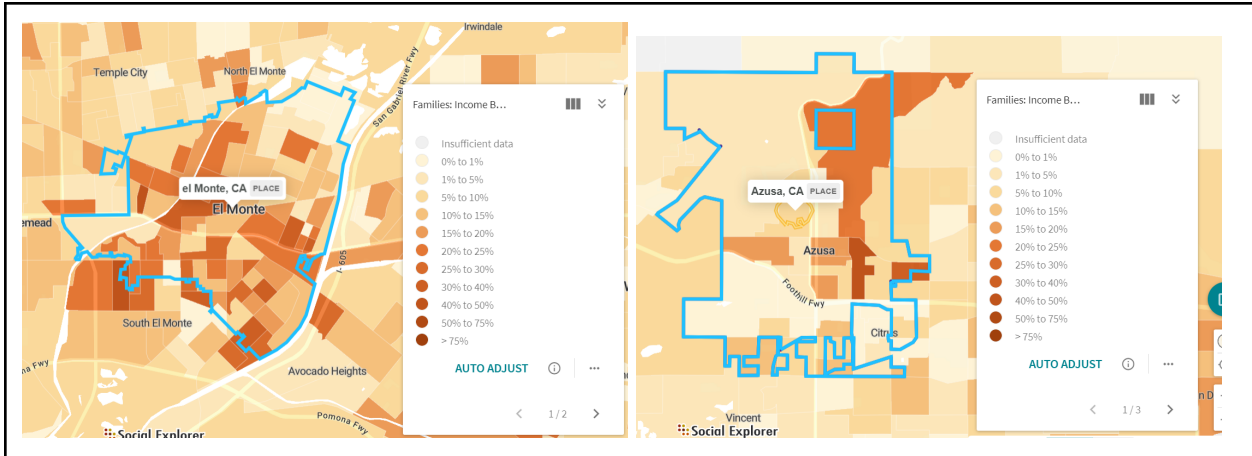 Irwindale
Temple City
North El Monte
San Gabriel River Fwy
el Monte, CA PLACE
El Monte
emead
I- 605
South El Monte
Avocado Heights
na Fwy
Pomona Fwy
Social Explorer
Families: Income B...
Insufficient data
0% to 1%
1% to 5%
5% to 10%
10% to 15%
15% to 20%
20% to 25%
25% to 30%
30% to 40%
40% to 50%
50% to 75%
> 75%
AUTO ADJUST
1/2
Azusa, CA PLACE
Azusa
Foothill Fwy
Citrus
Vincent
Social Explorer
Families: Income B...
Insufficient data
0% to 1%
1% to 5%
5% to 10%
10% to 15%
15% to 20%
20% to 25%
25% to 30%
30% to 40%
40% to 50%
50% to 75%
> 75%
AUTO ADJUST
1/3
n D